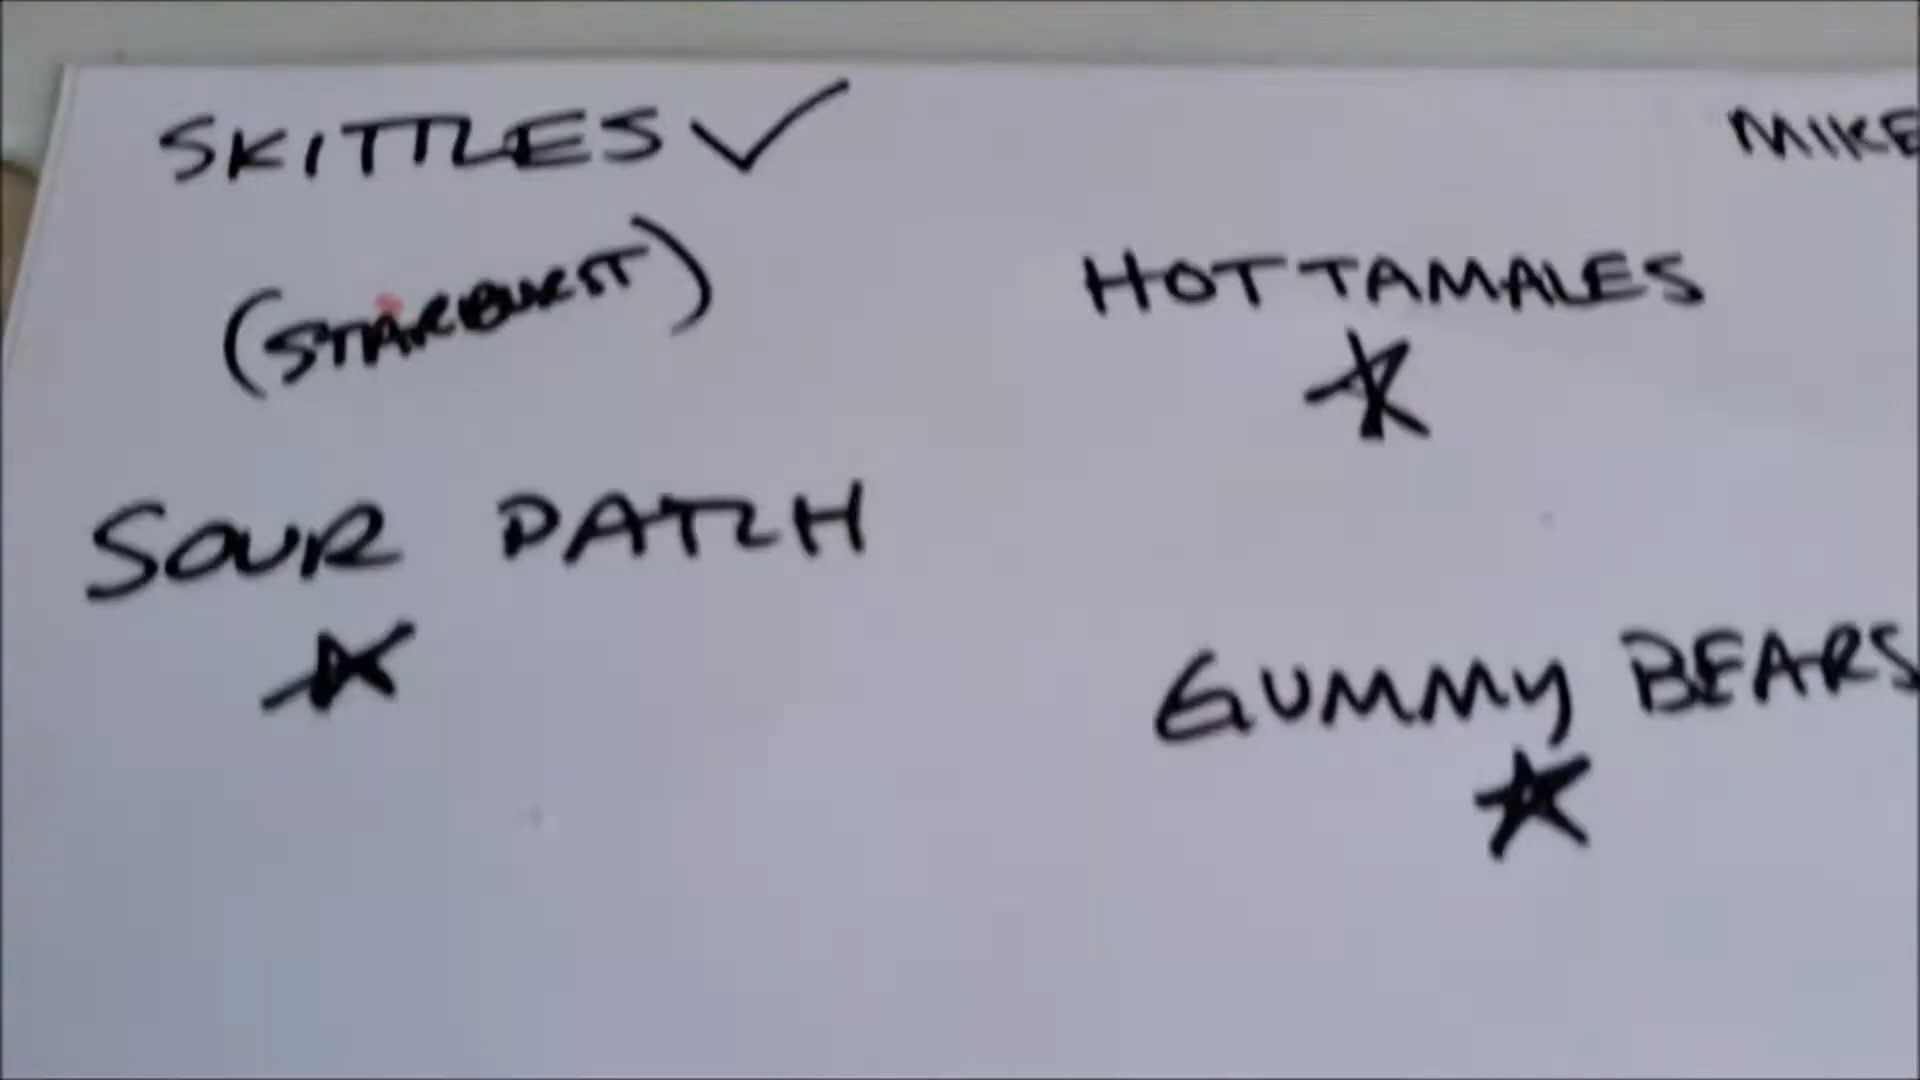 SKITTLES ✓
MIKE
(STARBURST)
HOT TAMALES
SOUR PATCH
GUMMY BEARS